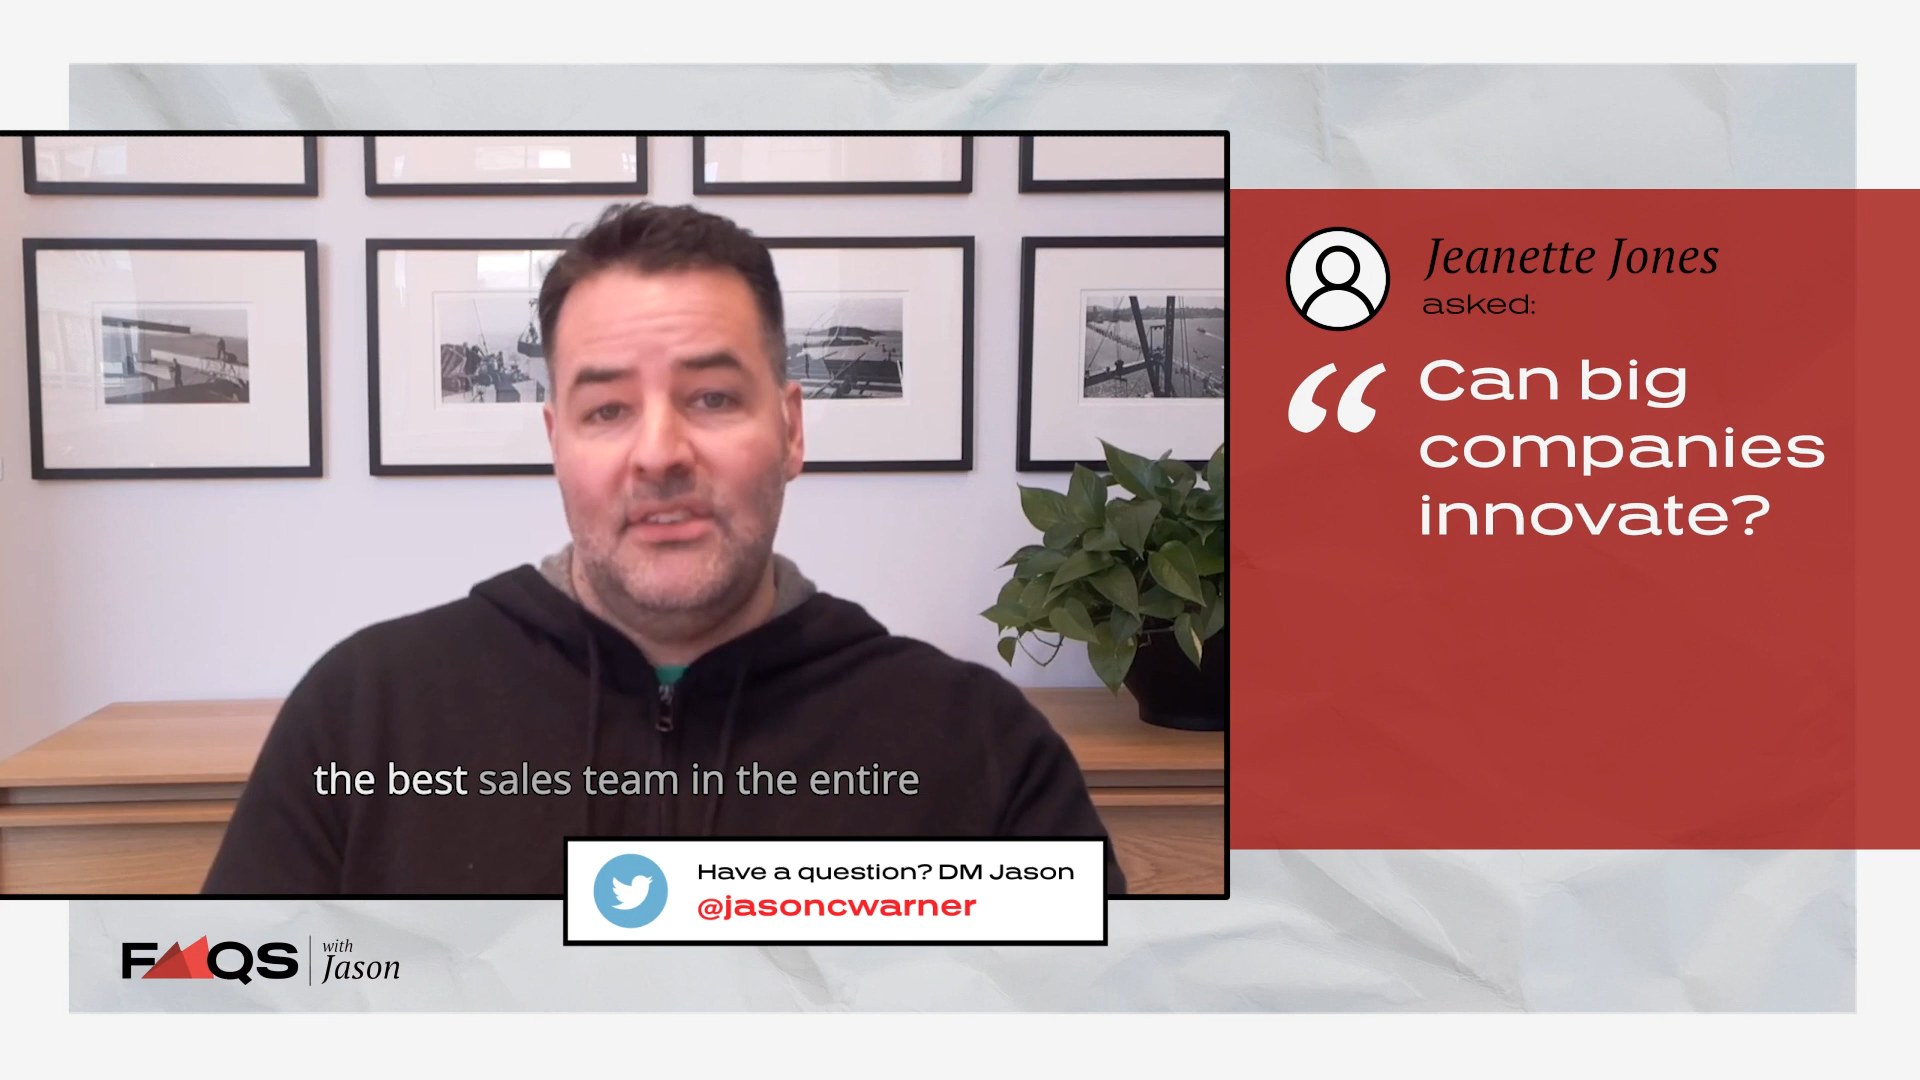 Jeanette Jones
asked:
“Can big
companies
innovate?
the best sales team in the entire
Have a question? DM Jason
@jasoncwarner
FAQS
with
Jason